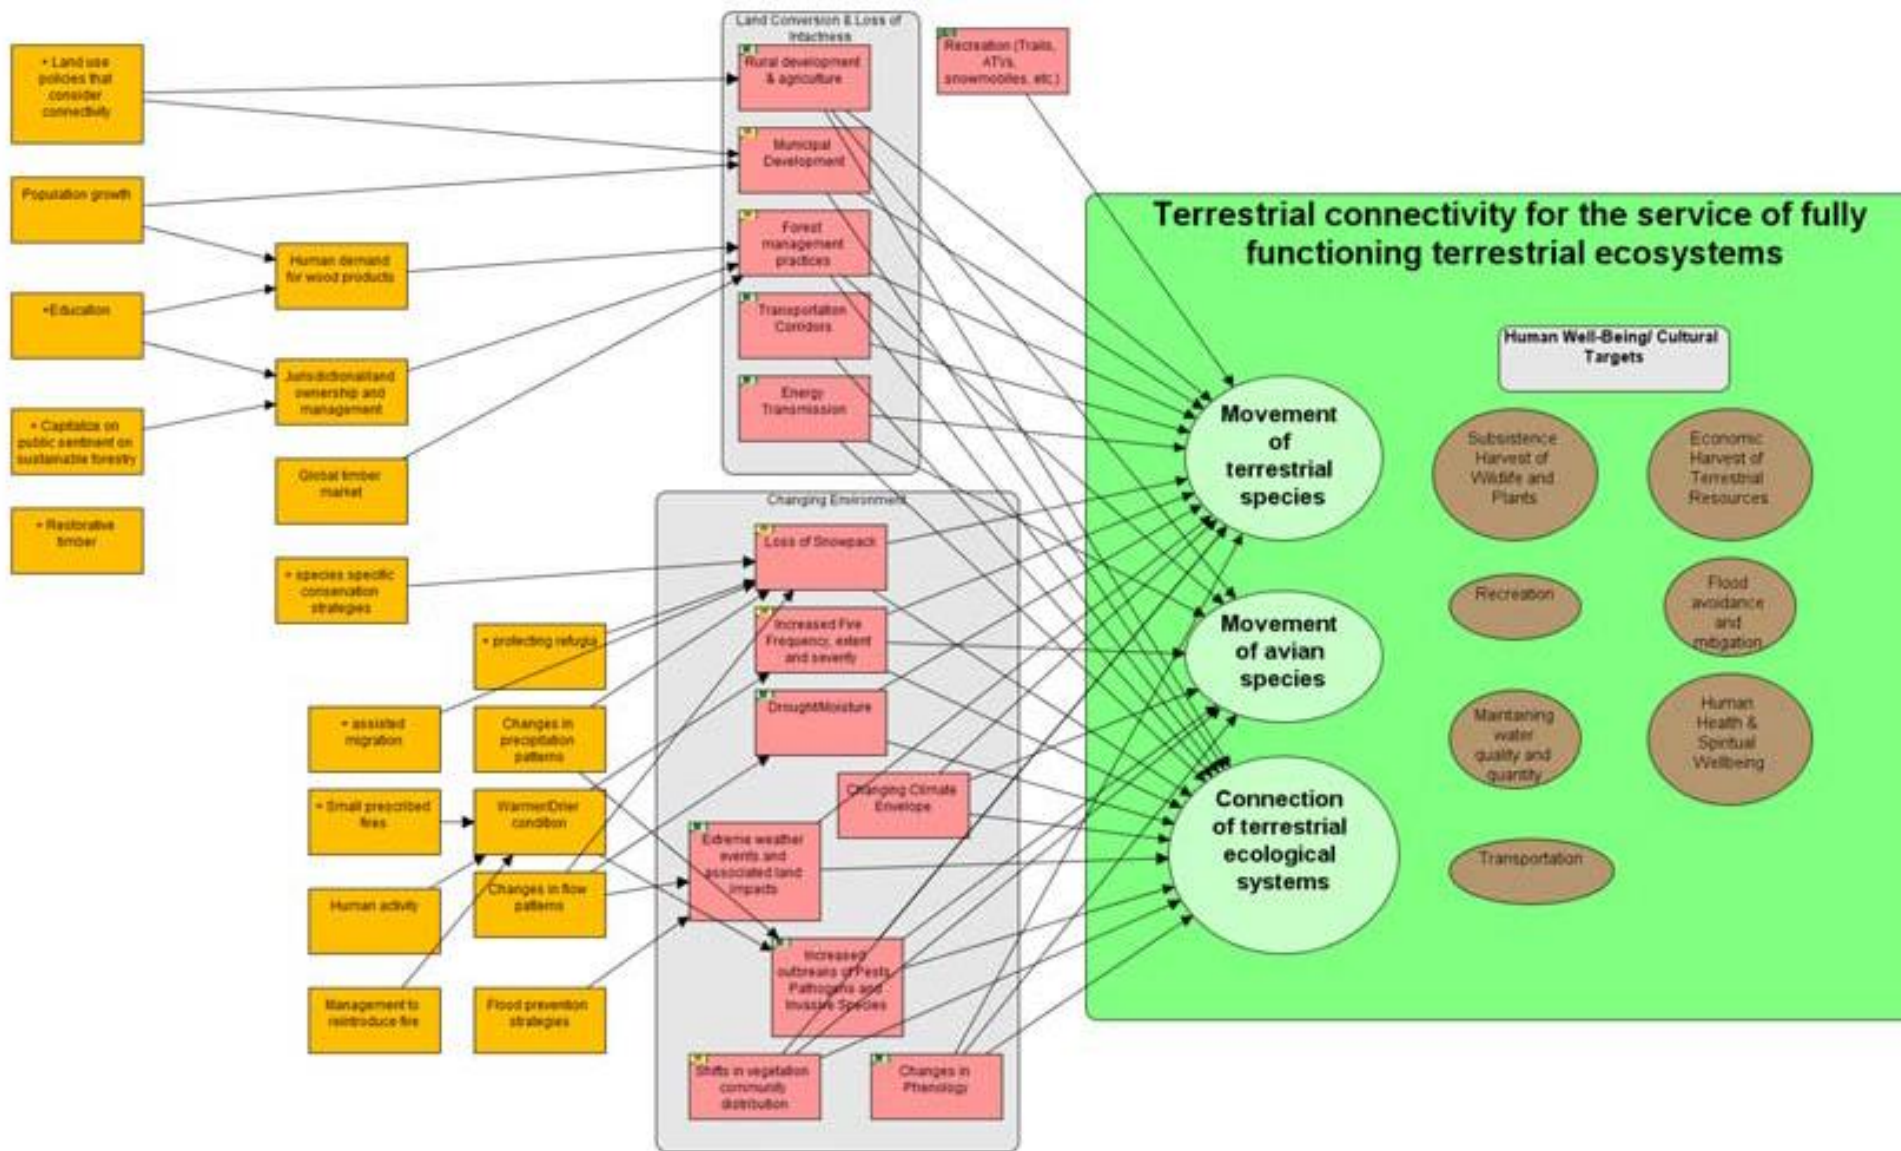 + Land use
policies that
consider
connectivity
Population growth
+Education
+ Capitalize on
public sentiment on
sustainable forestry
+ Restorative
timber
Human demand
for wood products
Jurisdictional/land
ownership and
management
Global timber
market
+ species specific
conservation
strategies
+ protecting refugia
+ assisted
migration
Changes in
precipitation
patterns
+ Small prescribed
fires
Warmer/Drier
condition
Human activity
Changes in flow
patterns
Management to
reintroduce fire
Flood prevention
strategies
Land Conversion & Loss of
Intactness
Rural development
& agriculture
Municipal
Development
Forest
management
practices
Transportation
Corridors
Energy
Transmission
Recreation (Trails,
ATVs,
snowmobiles, etc.)
Changing Environment
Loss of Snowpack
Increased Fire
Frequency, extent
and severity
Drought/Moisture
Changing Climate
Envelope
Extreme weather
events and
associated land
impacts
Increased
outbreans of Pests
Pathogens and
Invasive Species
Shifts in vegetation
community
distribution
Changes in
Phenology
Terrestrial connectivity for the service of fully
functioning terrestrial ecosystems
Movement
of
terrestrial
species
Movement
of avian
species
Connection
of terrestrial
ecological
systems
Human Well-Being/ Cultural
Targets
Subsistence
Harvest of
Wildlife and
Plants
Economic
Harvest of
Terrestrial
Resources
Recreation
Flood
avoidance
and
mitigation
Maintaining
water
quality and
quantity
Human
Health &
Spiritual
Wellbeing
Transportation